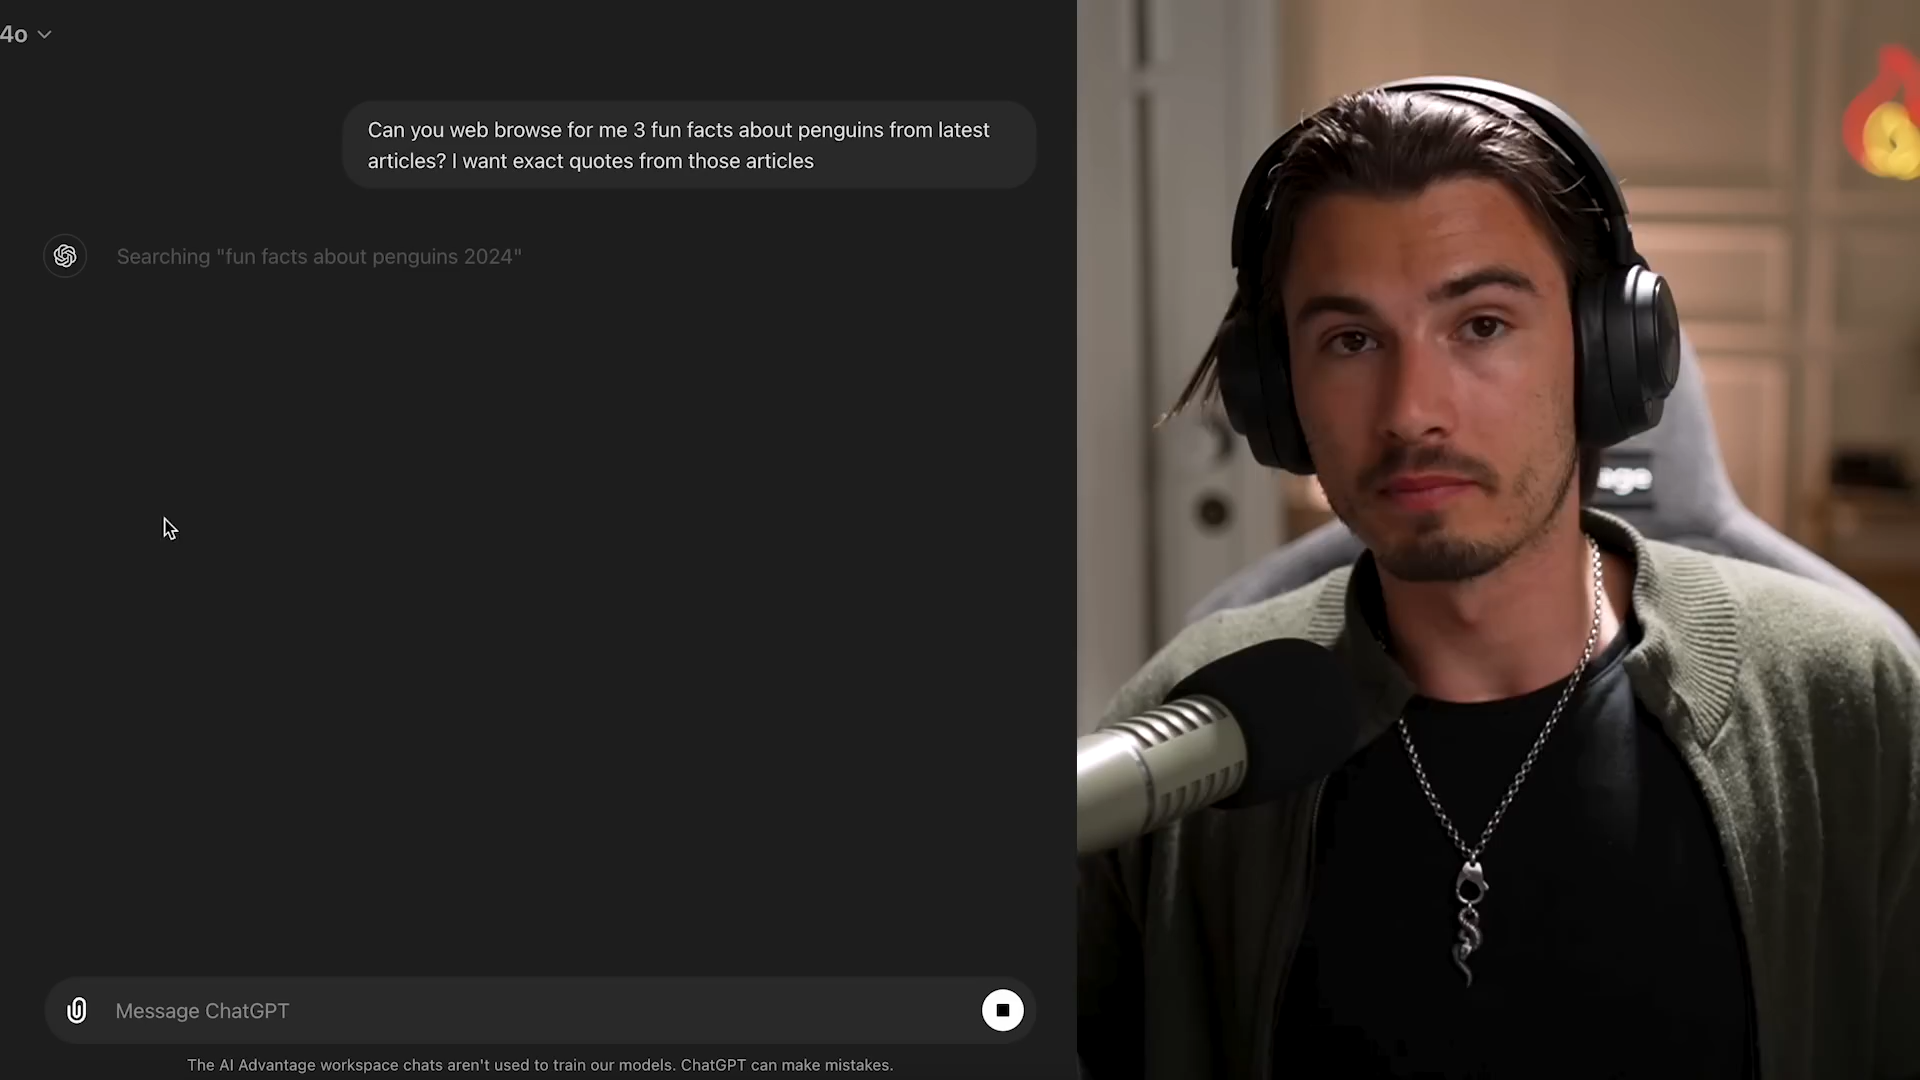 4o
Can you web browse for me 3 fun facts about penguins from latest
articles? I want exact quotes from those articles
Searching "fun facts about penguins 2024"
Message ChatGPT
The AI Advantage workspace chats aren't used to train our models. ChatGPT can make mistakes.